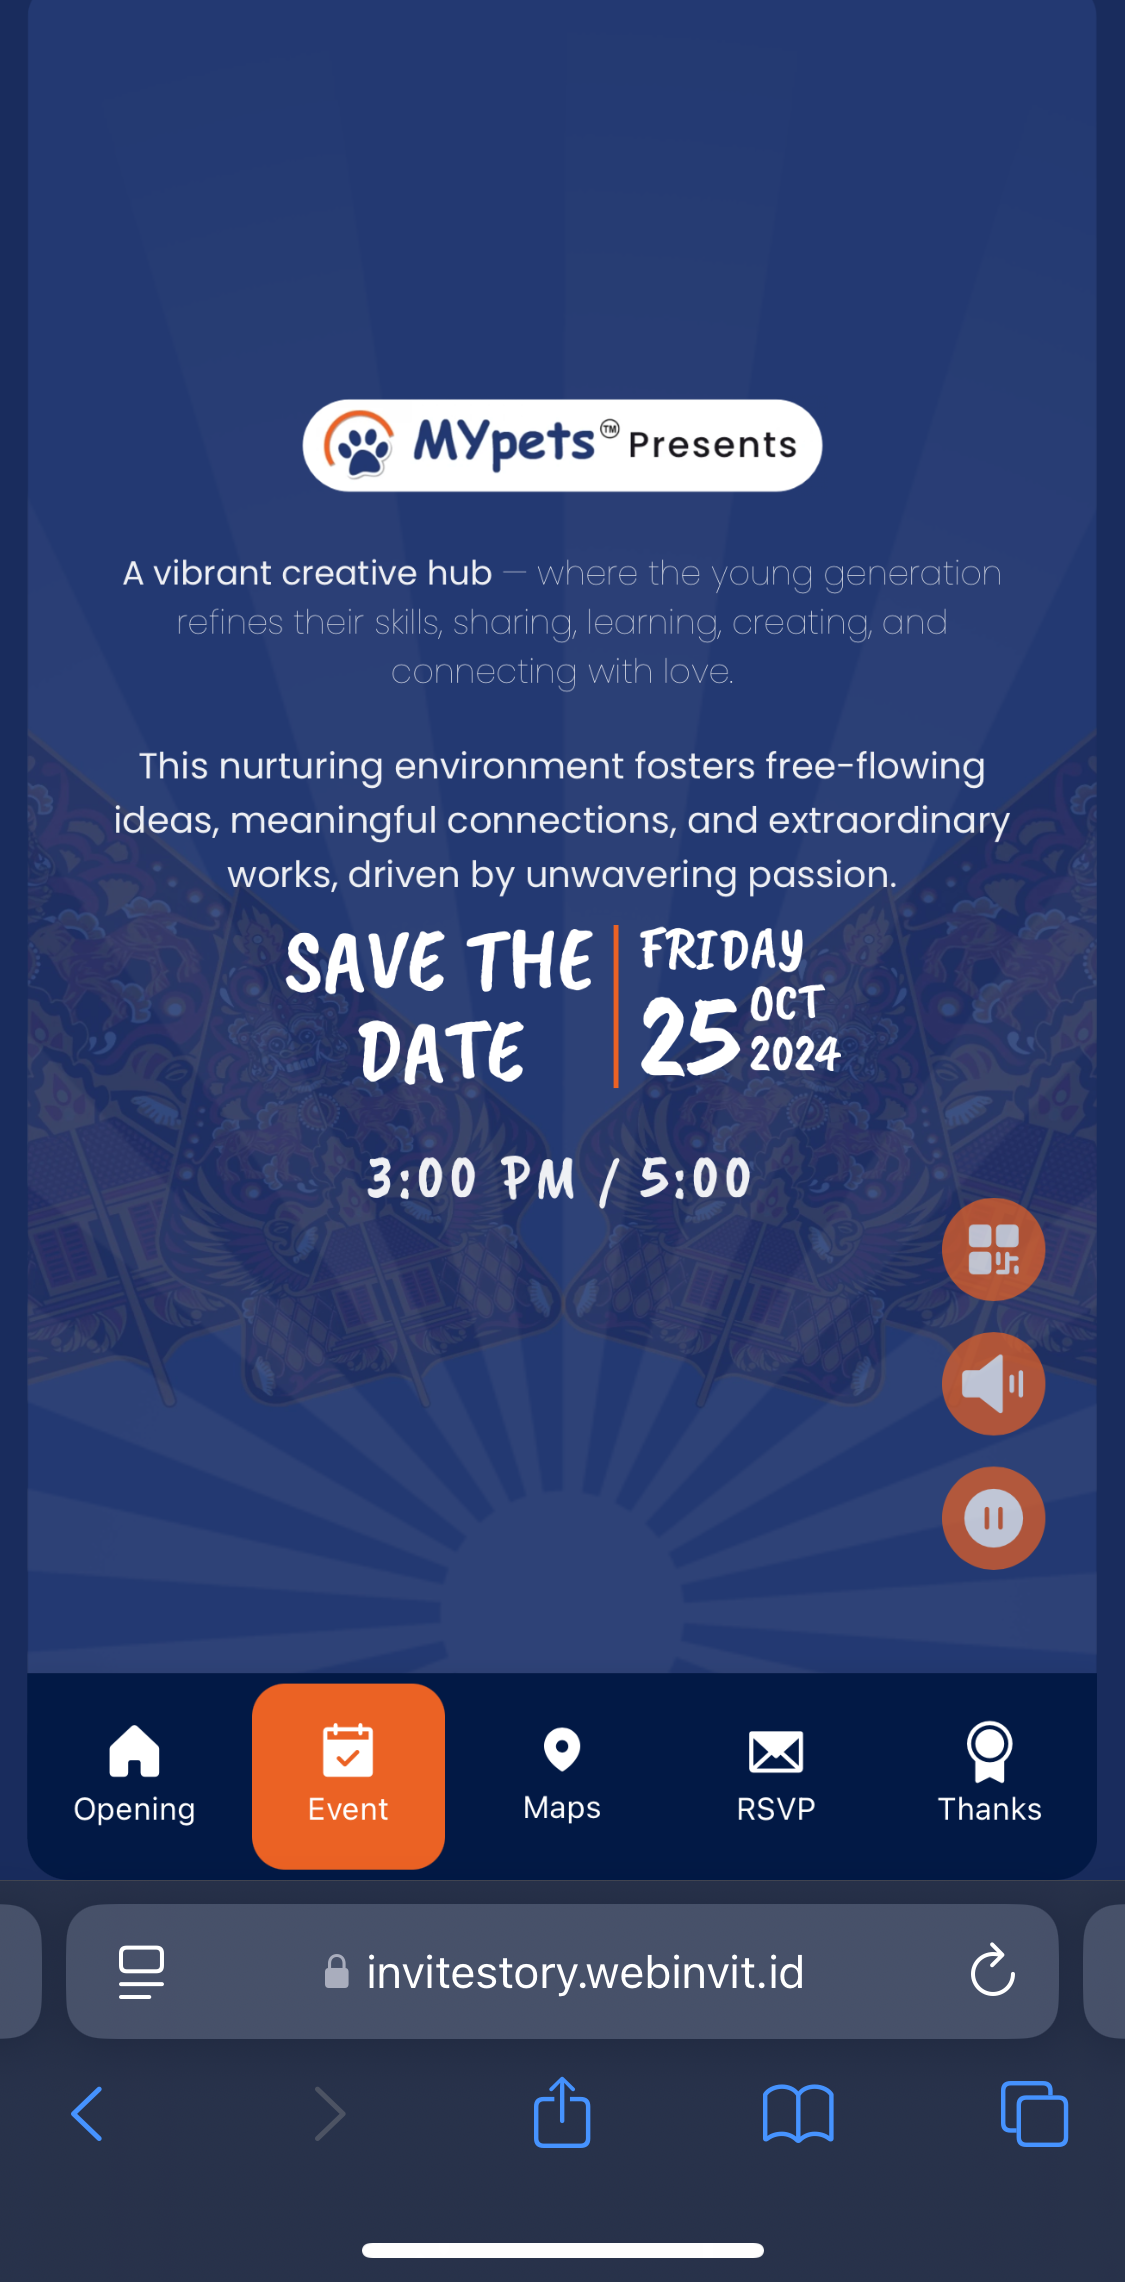 MYpets™ Presents
A vibrant creative hub — where the young generation
refines their skills, sharing, learning, creating, and
connecting with love.
This nurturing environment fosters free-flowing
ideas, meaningful connections, and extraordinary
works, driven by unwavering passion.
SAVE THE
DATE
FRIDAY
25 OCT
2024
3:00 PM / 5:00
Opening
Event
Maps
RSVP
Thanks
invitestory.webinvit.id